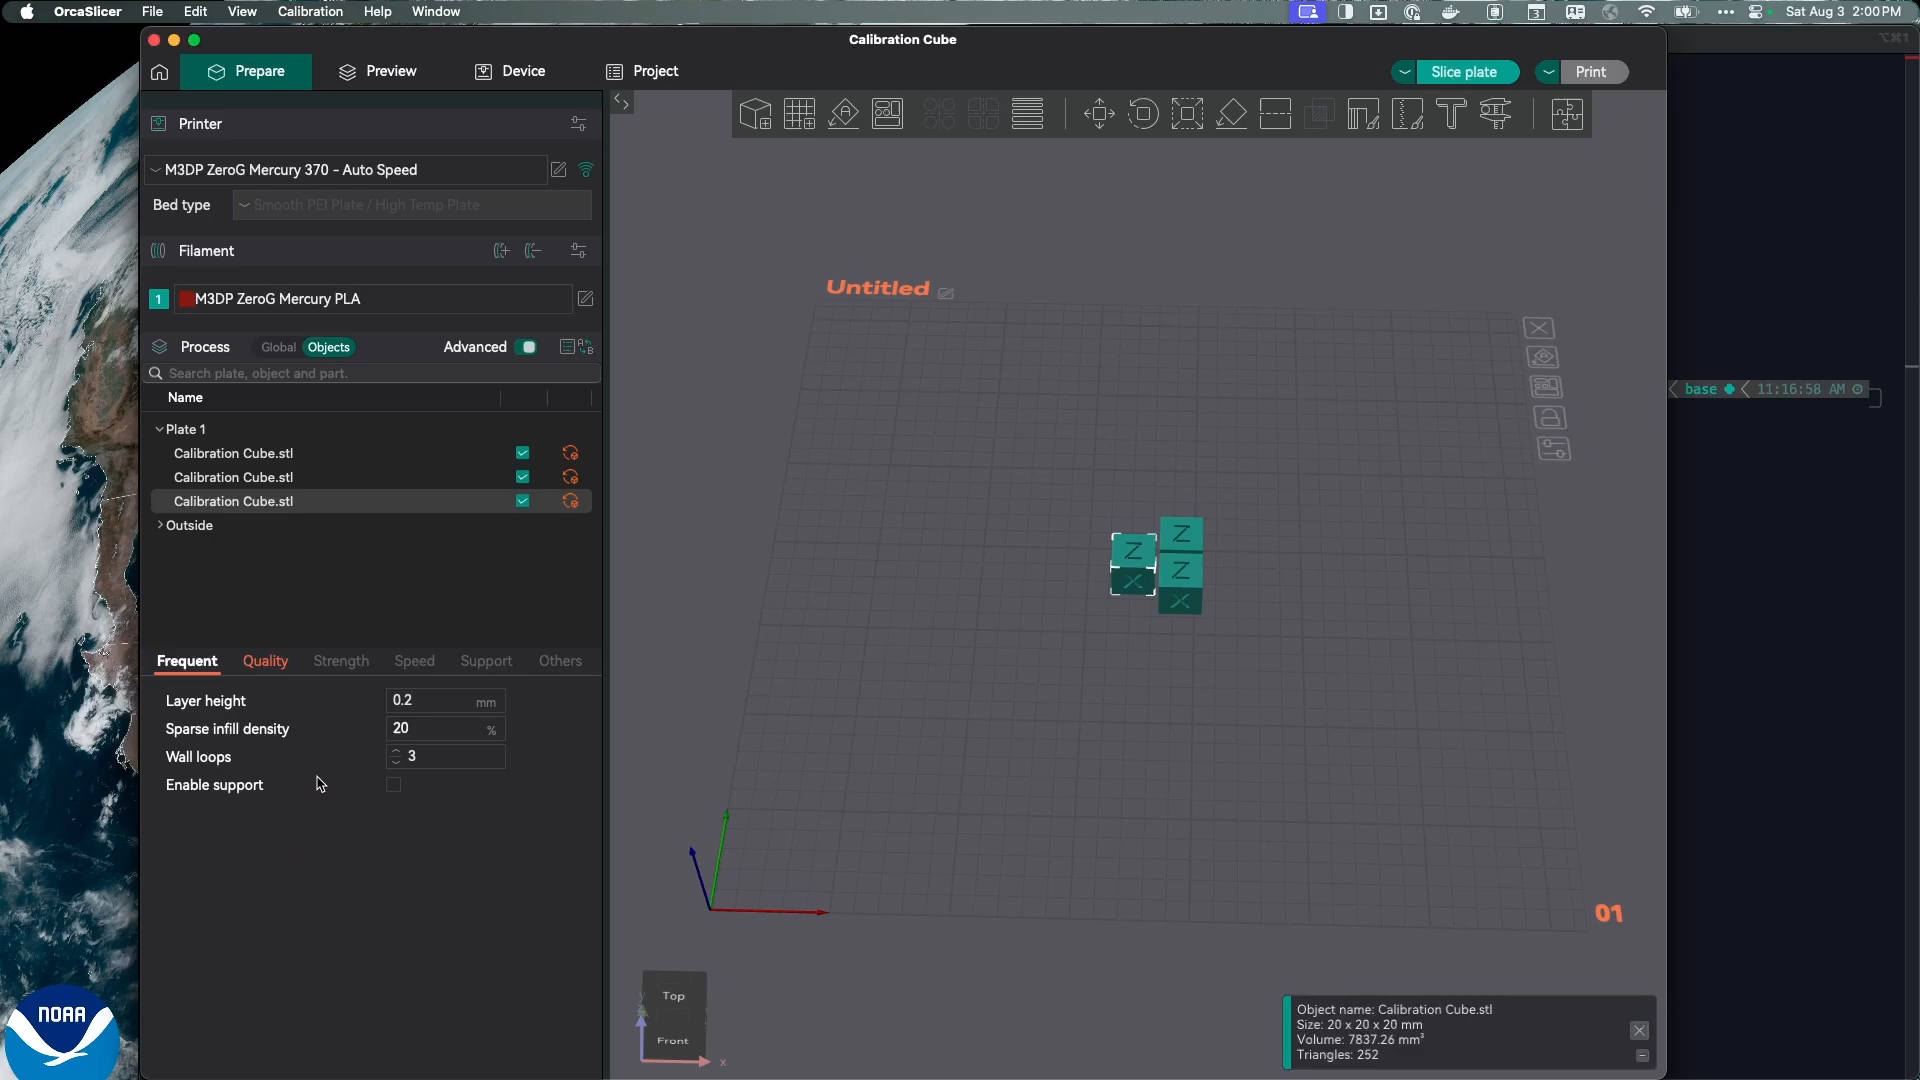 OrcaSlicer File Edit View Calibration Help Window
3 Sat Aug 3 2:00 PM
Calibration Cube
⌥⌘1
Prepare Preview Device Project Slice plate Print
Printer
M3DP ZeroG Mercury 370 - Auto Speed
Bed type Smooth PEI Plate / High Temp Plate
Filament
1 M3DP ZeroG Mercury PLA
Process Global Objects Advanced
Search plate, object and part.
Name
Plate 1
Calibration Cube.stl
Calibration Cube.stl
Calibration Cube.stl
Outside
Frequent Quality Strength Speed Support Others
Layer height 0.2 mm
Sparse infill density 20 %
Wall loops 3
Enable support
Untitled
Z
Z
Z
X
X
01
base 11:16:58 AM
Top
Front
x
Object name: Calibration Cube.stl
Size: 20 x 20 x 20 mm
Volume: 7837.26 mm³
Triangles: 252
NOAA